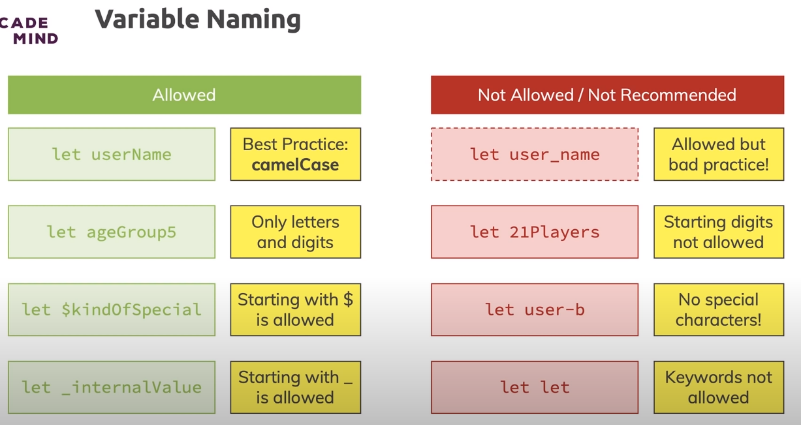 CADE
MIND
Variable Naming
Allowed
Not Allowed / Not Recommended
let userName
Best Practice:
camelCase
let user_name
Allowed but
bad practice!
let ageGroup5
Only letters
and digits
let 21Players
Starting digits
not allowed
let $kindOfSpecial
Starting with $
is allowed
let user-b
No special
characters!
let _internalValue
Starting with _
is allowed
let let
Keywords not
allowed